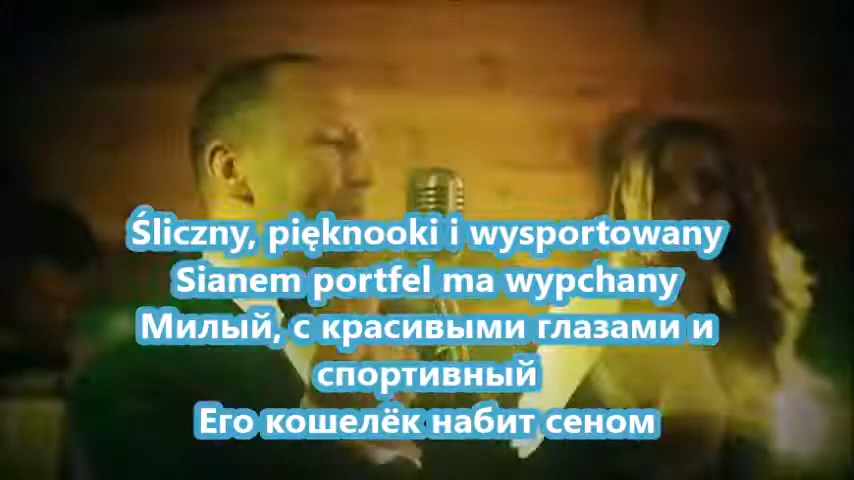 Śliczny, pięknooki i wysportowany
Sianem portfel ma wypchany
Милый, с красивыми глазами и
спортивный
Его кошелёк набит сеном